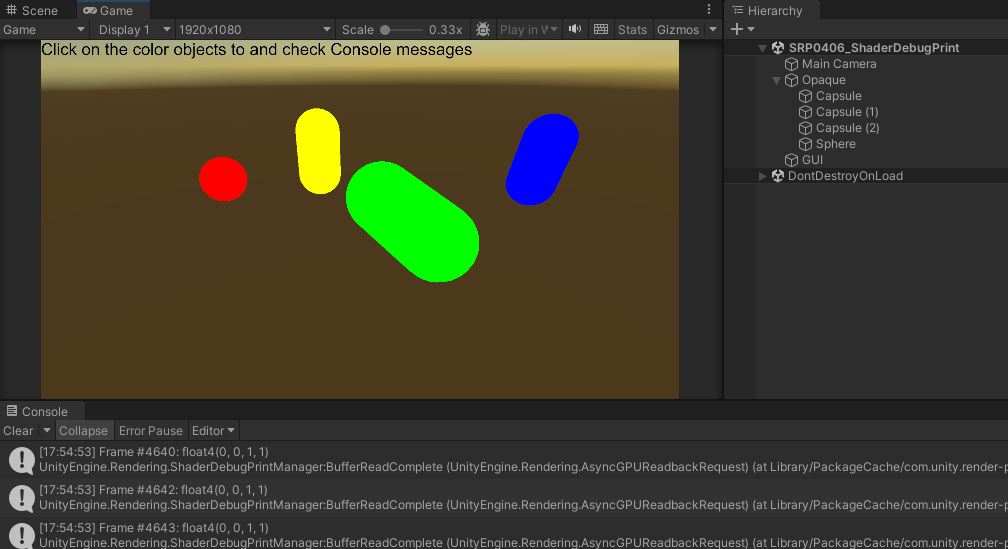 Scene
Game
Hierarchy
Game
Display 1
1920x1080
Scale
0.33x
Play in W
Stats
Gizmos
Click on the color objects to and check Console messages
SRP0406_ShaderDebugPrint
Main Camera
Opaque
Capsule
Capsule (1)
Capsule (2)
Sphere
GUI
DontDestroyOnLoad
Console
Clear
Collapse
Error Pause
Editor
[17:54:53] Frame #4640: float4(0, 0, 1, 1)
UnityEngine.Rendering.ShaderDebugPrintManager:BufferReadComplete (UnityEngine.Rendering.AsyncGPUReadbackRequest) (at Library/PackageCache/com.unity.render-p
[17:54:53] Frame #4642: float4(0, 0, 1, 1)
UnityEngine.Rendering.ShaderDebugPrintManager:BufferReadComplete (UnityEngine.Rendering.AsyncGPUReadbackRequest) (at Library/PackageCache/com.unity.render-p
[17:54:53] Frame #4643: float4(0, 0, 1, 1)
UnityEngine.Rendering.ShaderDebugPrintManager:BufferReadComplete (UnityEngine.Rendering.AsyncGPUReadbackRequest) (at Library/PackageCache/com.unity.render-p